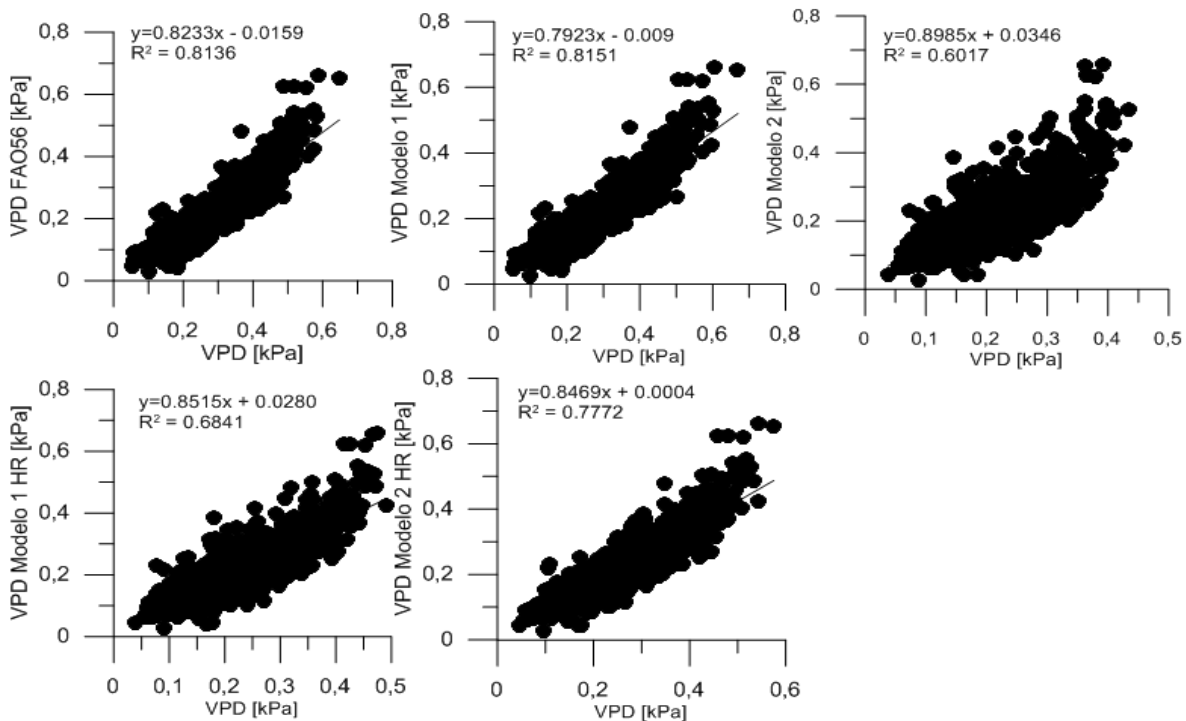 y=0.8233x - 0.0159
R² = 0.8136
VPD FAO56 [kPa]
0,8
0,6
0,4
0,2
0
0 0,2 0,4 0,6 0,8
VPD [kPa]
y=0.7923x - 0.009
R² = 0.8151
VPD Modelo 1 [kPa]
0,8
0,6
0,4
0,2
0
0 0,2 0,4 0,6 0,8
VPD [kPa]
y=0.8985x + 0.0346
R² = 0.6017
VPD Modelo 2 [kPa]
0,8
0,6
0,4
0,2
0
0 0,1 0,2 0,3 0,4 0,5
VPD [kPa]
y=0.8515x + 0.0280
R² = 0.6841
VPD Modelo 1 HR [kPa]
0,8
0,6
0,4
0,2
0
0 0,1 0,2 0,3 0,4 0,5
VPD [kPa]
y=0.8469x + 0.0004
R² = 0.7772
VPD Modelo 2 HR [kPa]
0,8
0,6
0,4
0,2
0
0 0,2 0,4 0,6
VPD [kPa]